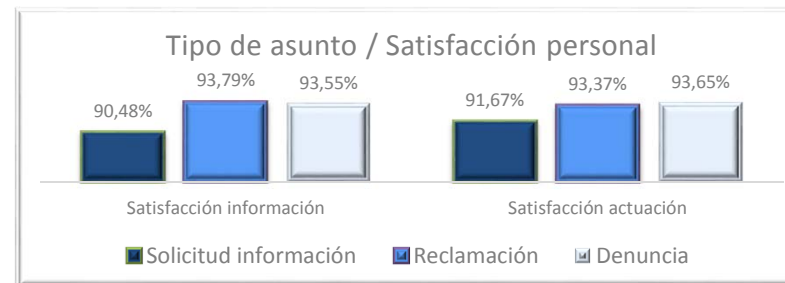 Tipo de asunto / Satisfacción personal
90,48% 93,79% 93,55% 91,67% 93,37% 93,65%
Satisfacción información Satisfacción actuación
Solicitud información Reclamación Denuncia